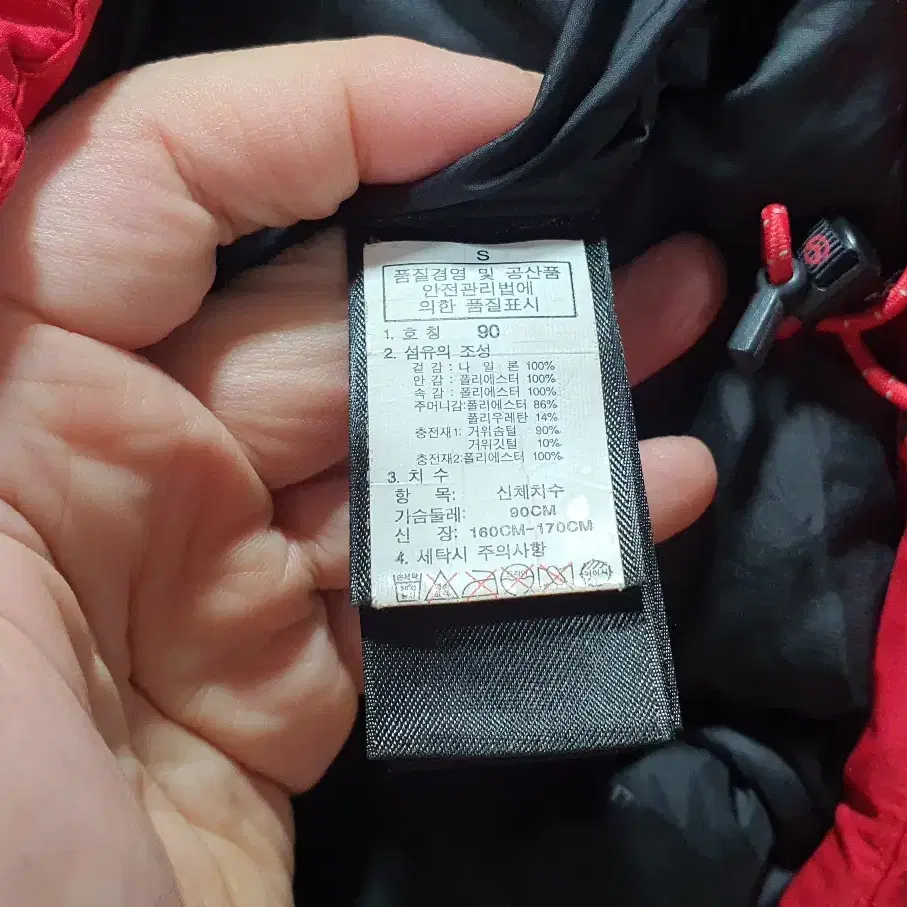 S
품질경영 및 공산품
안전관리법에
의한 품질표시
1. 호 칭 90
2. 섬유의 조성
겉 감 : 나 일 론 100%
안 감 : 폴리에스터 100%
속 감 : 폴리에스터 100%
주머니감:폴리에스터 86%
폴리우레탄 14%
충전재1: 거위솜털 90%
거위깃털 10%
충전재2:폴리에스터 100%
3. 치 수
항 목: 신체치수
가슴둘레: 90CM
신 장: 160CM~170CM
4. 세탁시 주의사항